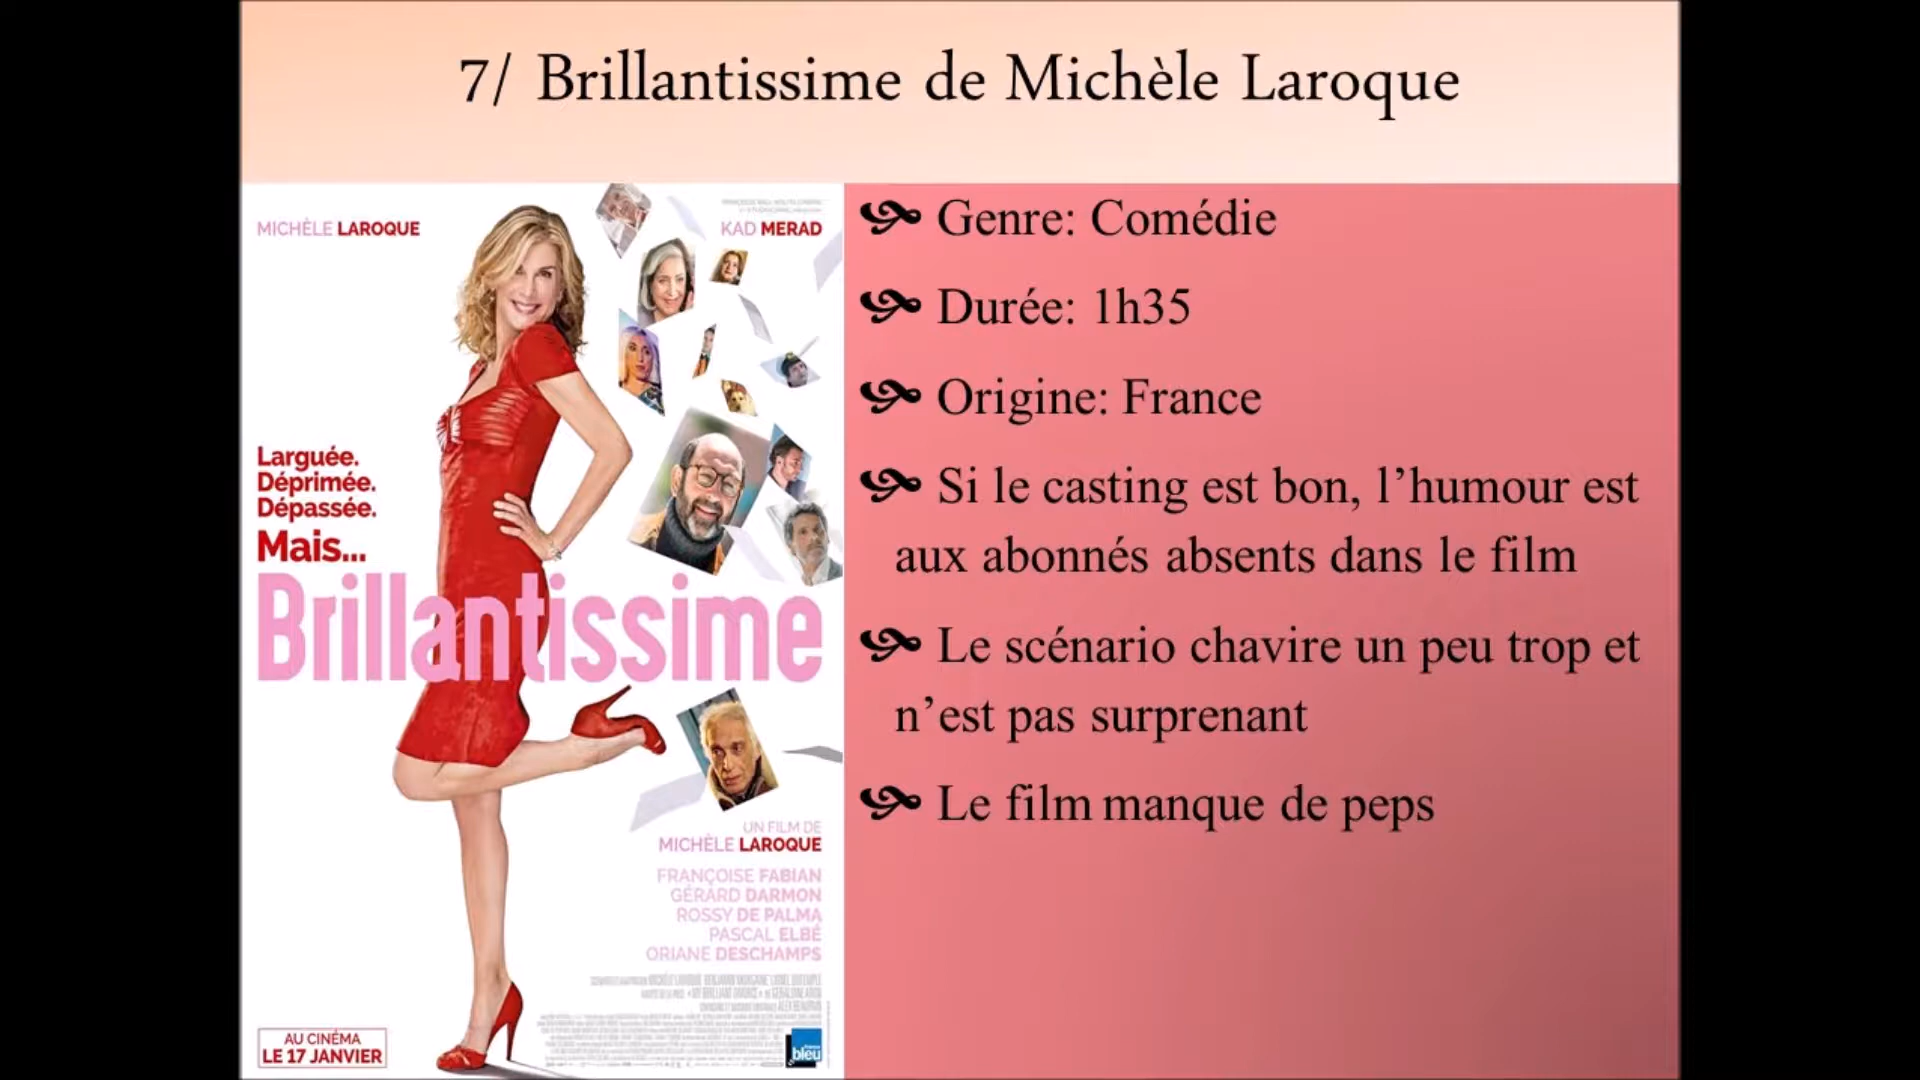 7/ Brillantissime de Michèle Laroque
MICHÈLE LAROQUE
KAD MERAD
Larguée.
Déprimée.
Dépassée.
Mais...
Brillantissime
UN FILM DE
MICHÈLE LAROQUE
FRANÇOISE FABIAN
GÉRARD DARMON
ROSSY DE PALMA
PASCAL ELBÉ
ORIANE DESCHAMPS
AU CINÉMA
LE 17 JANVIER
france
bleu
Genre: Comédie
Durée: 1h35
Origine: France
Si le casting est bon, l’humour est
aux abonnés absents dans le film
Le scénario chavire un peu trop et
n’est pas surprenant
Le film manque de peps